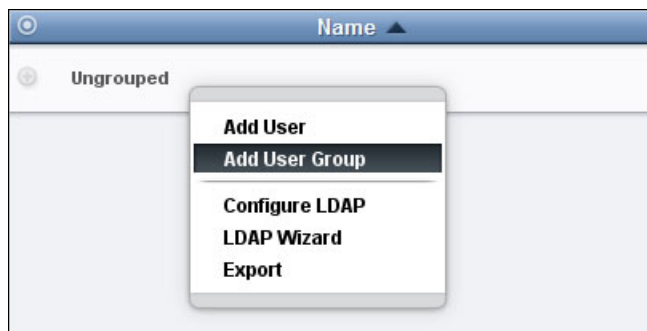 Name
Ungrouped
Add User
Add User Group
Configure LDAP
LDAP Wizard
Export